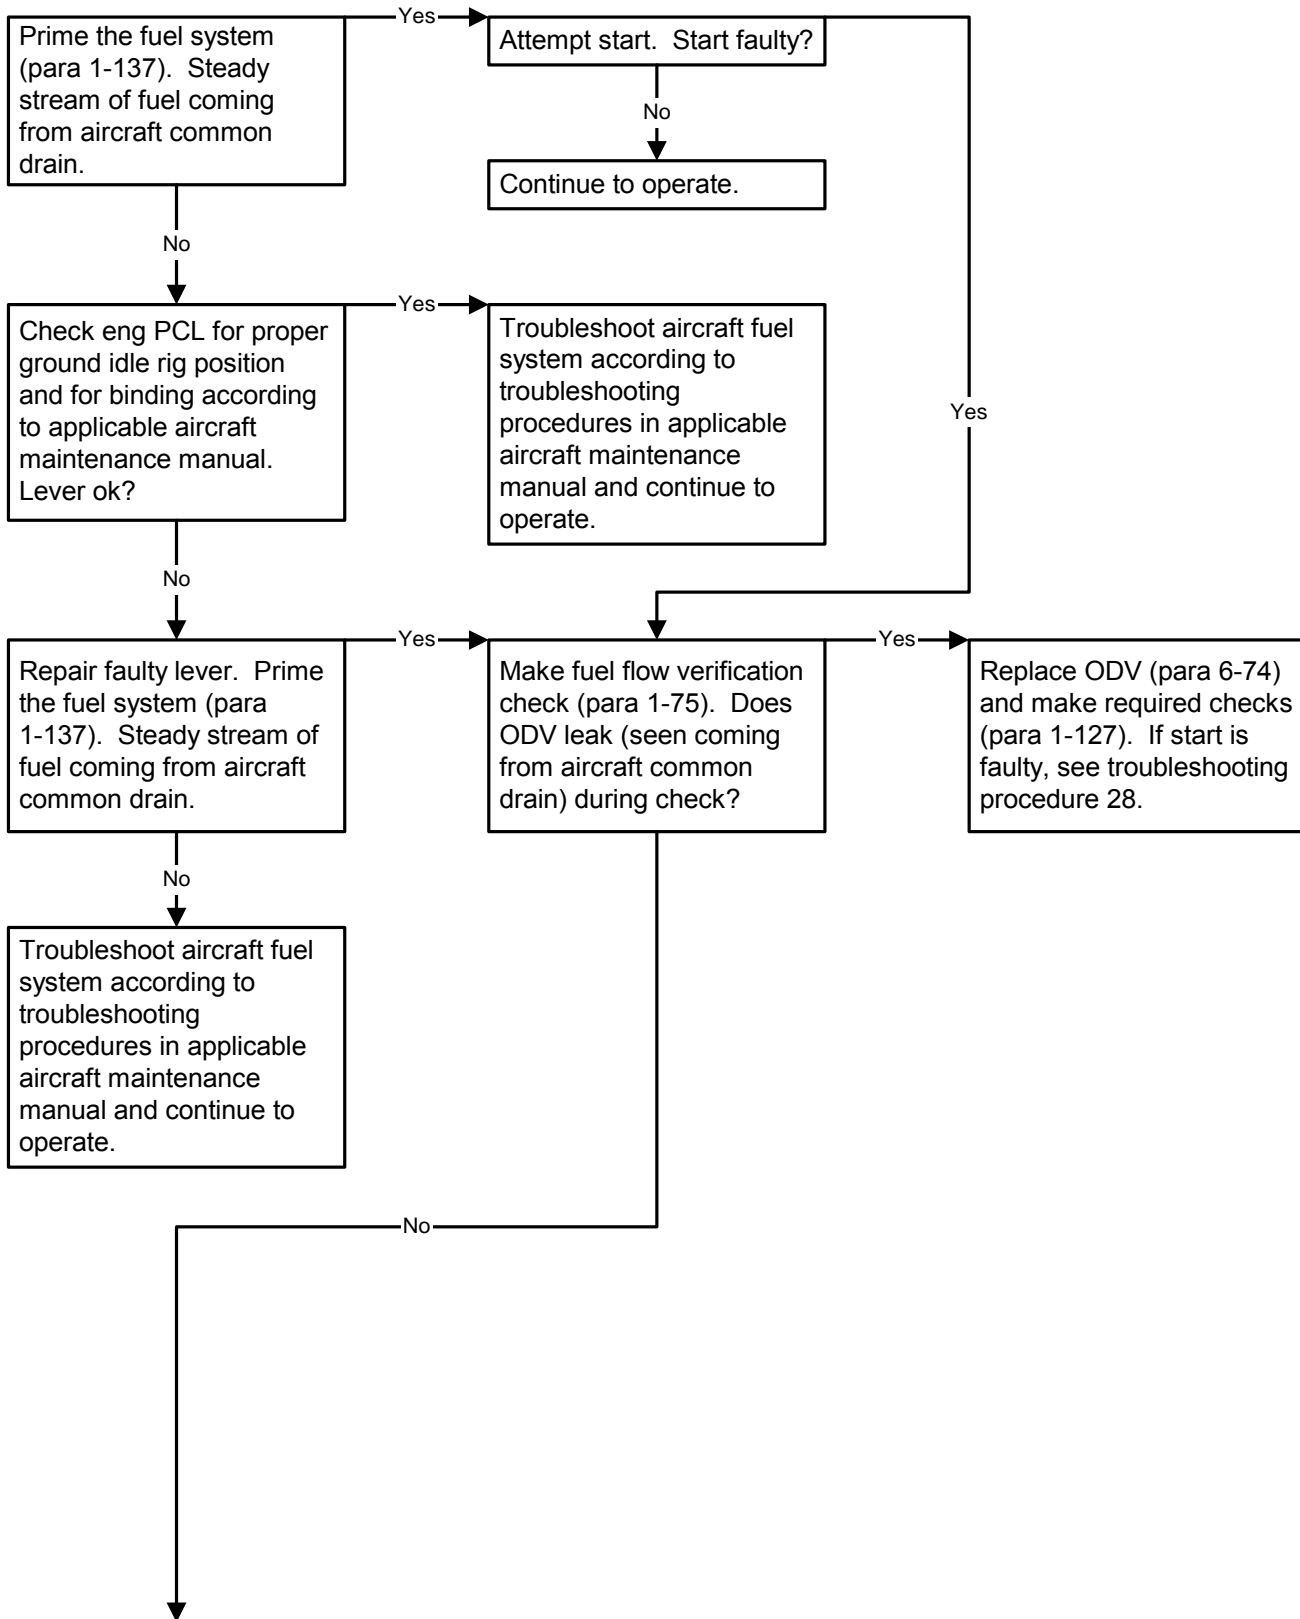 Prime the fuel system
(para 1-137).  Steady
stream of fuel coming
from aircraft common
drain.
Yes
Attempt start.  Start faulty?
No
Continue to operate.
No
Yes
Check eng PCL for proper
ground idle rig position
and for binding according
to applicable aircraft
maintenance manual.
Lever ok?
Yes
Troubleshoot aircraft fuel
system according to
troubleshooting
procedures in applicable
aircraft maintenance
manual and continue to
operate.
No
Repair faulty lever.  Prime
the fuel system (para
1-137).  Steady stream of
fuel coming from aircraft
common drain.
Yes
Make fuel flow verification
check (para 1-75).  Does
ODV leak (seen coming
from aircraft common
drain) during check?
Yes
Replace ODV (para 6-74)
and make required checks
(para 1-127).  If start is
faulty, see troubleshooting
procedure 28.
No
Troubleshoot aircraft fuel
system according to
troubleshooting
procedures in applicable
aircraft maintenance
manual and continue to
operate.
No